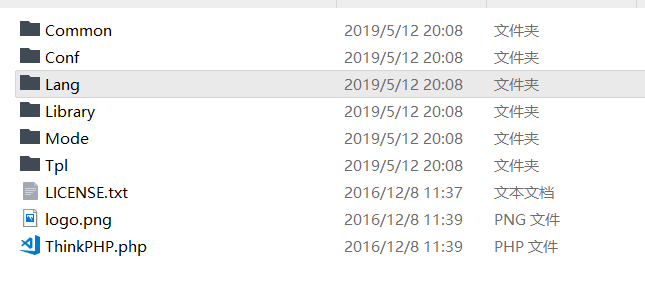 Common 2019/5/12 20:08 文件夹
Conf 2019/5/12 20:08 文件夹
Lang 2019/5/12 20:08 文件夹
Library 2019/5/12 20:08 文件夹
Mode 2019/5/12 20:08 文件夹
Tpl 2019/5/12 20:08 文件夹
LICENSE.txt 2016/12/8 11:37 文本文档
logo.png 2016/12/8 11:39 PNG 文件
ThinkPHP.php 2016/12/8 11:39 PHP 文件